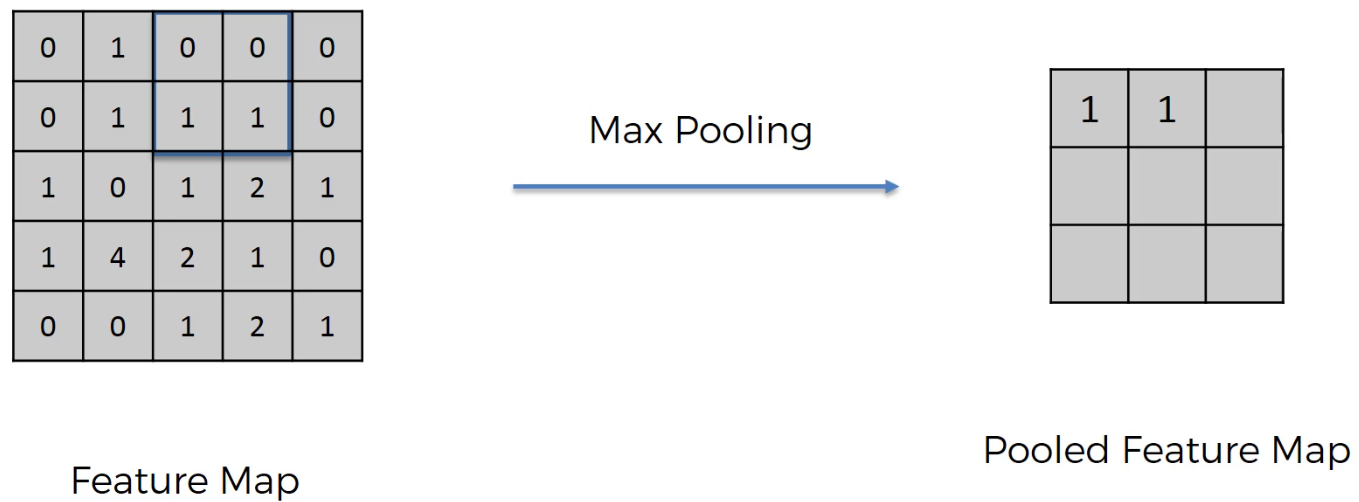 0 1 0 0 0
0 1 1 1 0
1 0 1 2 1
1 4 2 1 0
0 0 1 2 1
Feature Map
Max Pooling
1 1
Pooled Feature Map